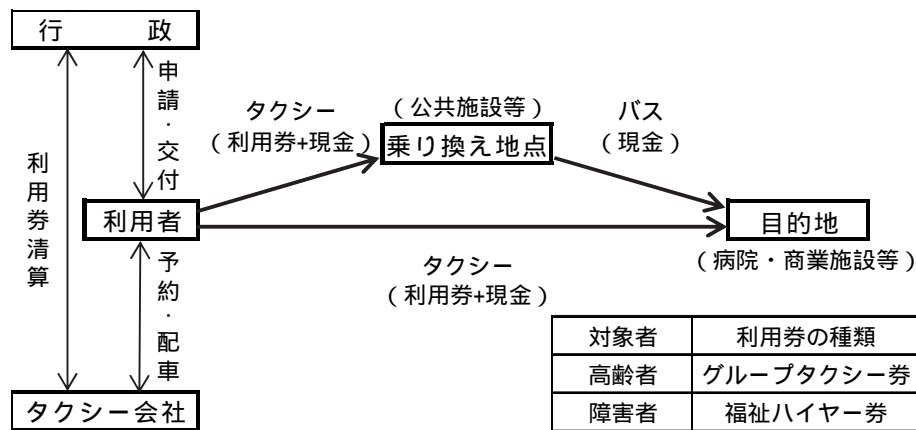 行　政
申請・交付
利用券清算
利用者
予約・配車
タクシー会社
タクシー
（利用券+現金）
（公共施設等）
乗り換え地点
バス
（現金）
目的地
（病院・商業施設等）
タクシー
（利用券+現金）
対象者　利用券の種類
高齢者　グループタクシー券
障害者　福祉ハイヤー券